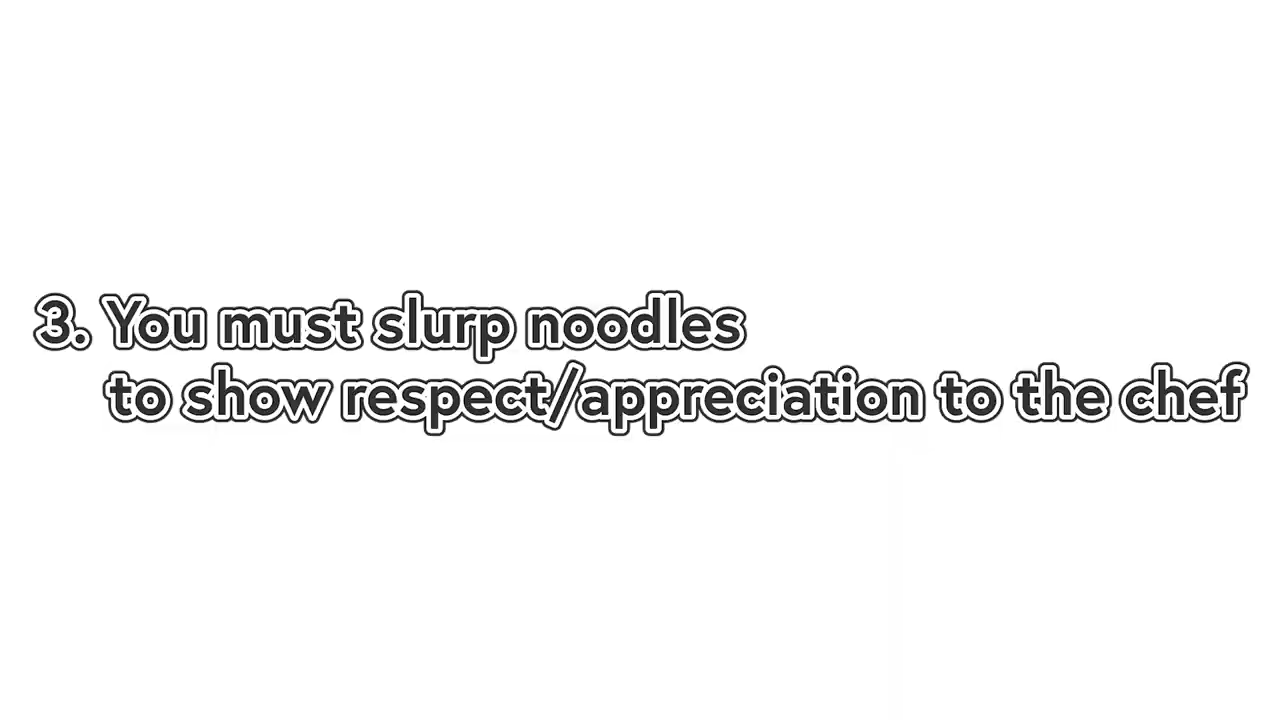 3. You must slurp noodles
to show respect/appreciation to the chef